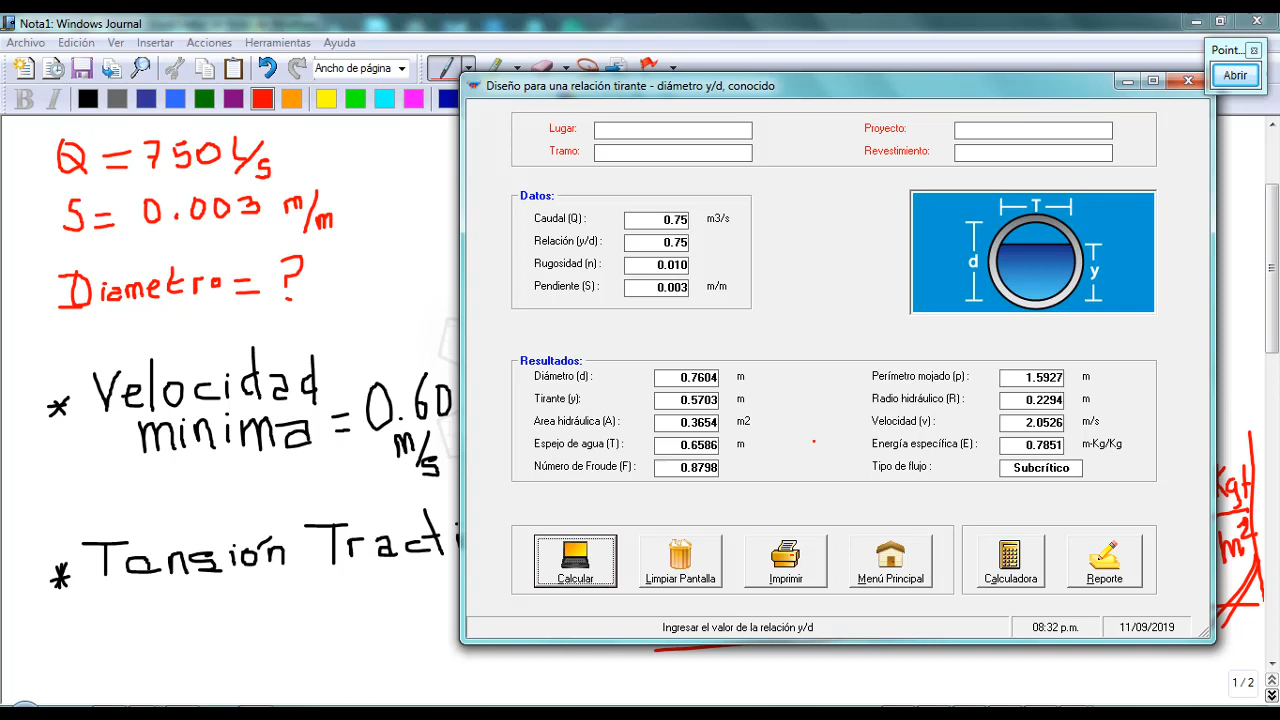 Nota1: Windows Journal
Archivo Edición Ver Insertar Acciones Herramientas Ayuda
Ancho de página
Point...
Abrir
Q = 750 L/s
S = 0.003 m/m
Diametro = ?
* Velocidad
minima = 0.60
m/s
* Tansión Tracti
Kgf
m2
Diseño para una relación tirante - diámetro y/d, conocido
Lugar: Proyecto:
Tramo: Revestimiento:
Datos:
Caudal (Q) : 0.75 m3/s
Relación (y/d) : 0.75
Rugosidad (n) : 0.010
Pendiente (S) : 0.003 m/m
T
d
y
Resultados:
Diámetro (d) : 0.7604 m Perímetro mojado (p) : 1.5927 m
Tirante (y): 0.5703 m Radio hidráulico (R) : 0.2294 m
Area hidráulica (A) : 0.3654 m2 Velocidad (v) : 2.0526 m/s
Espejo de agua (T) : 0.6586 m Energía específica (E) : 0.7851 m-Kg/Kg
Número de Froude (F) : 0.8798 Tipo de flujo : Subcrítico
Calcular Limpiar Pantalla Imprimir Menú Principal Calculadora Reporte
Ingresar el valor de la relación y/d 08:32 p.m. 11/09/2019
1 / 2